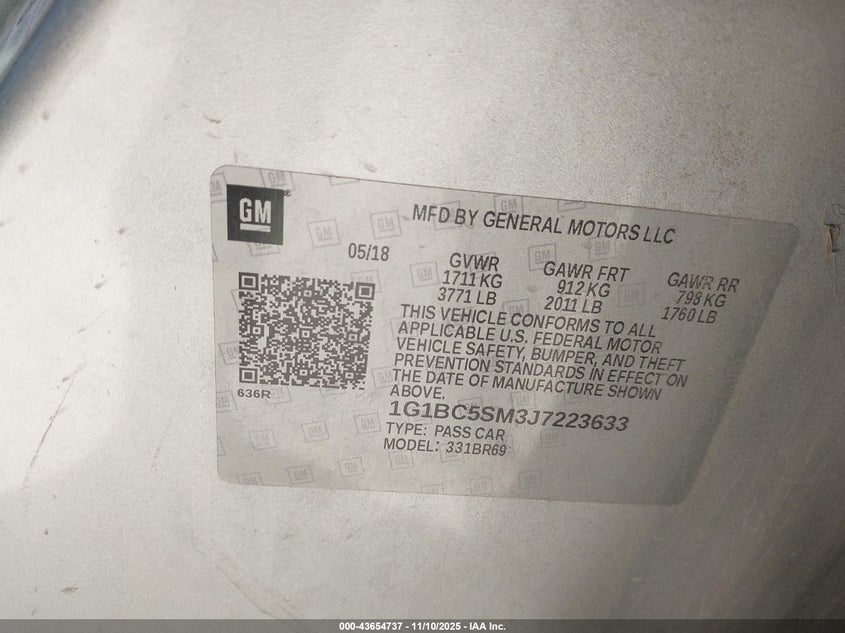 GM
MFD BY GENERAL MOTORS LLC
05/18
GVWR
1711 KG
3771 LB
GAWR FRT
912 KG
2011 LB
GAWR RR
798 KG
1760 LB
THIS VEHICLE CONFORMS TO ALL
APPLICABLE U.S. FEDERAL MOTOR
VEHICLE SAFETY, BUMPER, AND THEFT
PREVENTION STANDARDS IN EFFECT ON
THE DATE OF MANUFACTURE SHOWN
ABOVE.
636R
1G1BC5SM3J7223633
TYPE: PASS CAR
MODEL: 331BR69
000-43654737 - 11/10/2025 - IAA Inc.